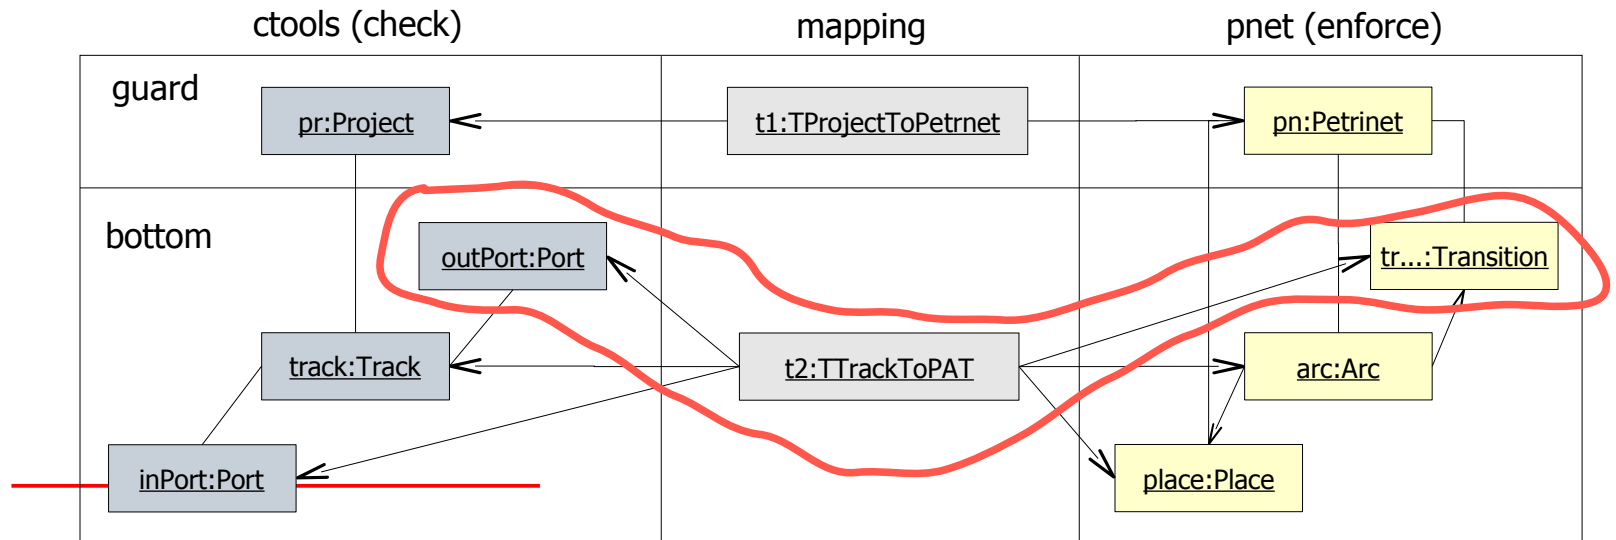 ctools (check)
mapping
pnet (enforce)
guard
pr:Project
t1:TProjectToPetrnet
pn:Petrinet
bottom
outPort:Port
tr...:Transition
track:Track
t2:TTrackToPAT
arc:Arc
inPort:Port
place:Place